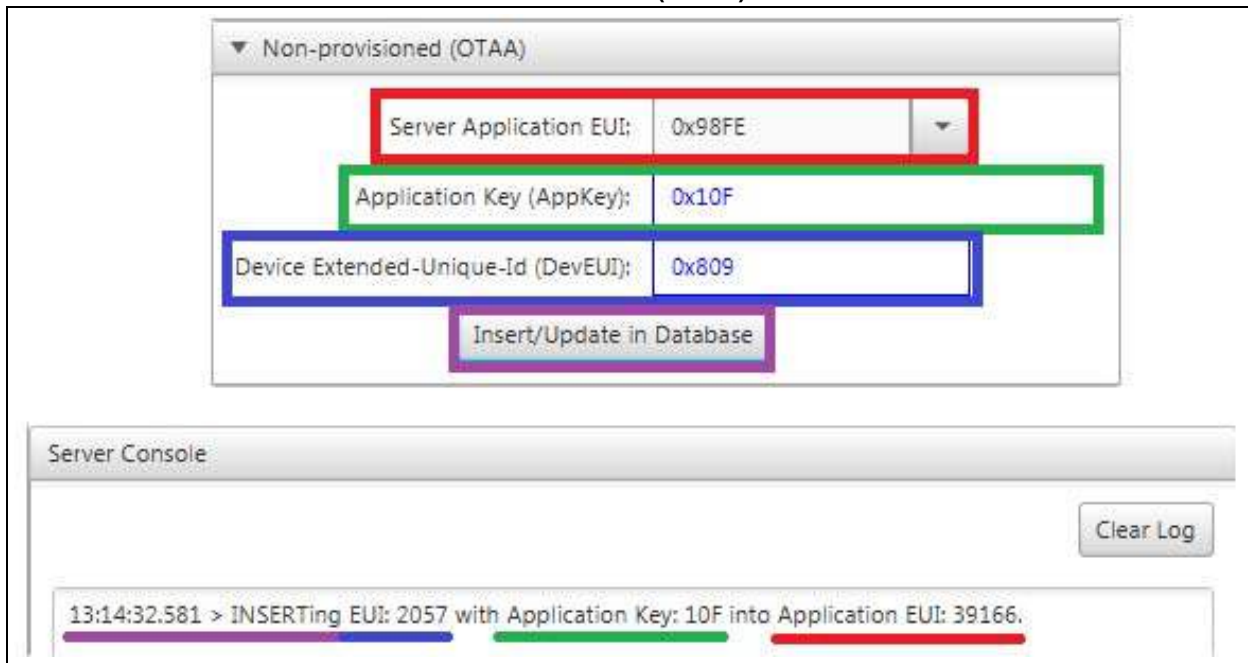 Non-provisioned (OTAA)
Server Application EUI: 0x98FE
Application Key (AppKey): 0x10F
Device Extended-Unique-Id (DevEUI): 0x809
Insert/Update in Database
Server Console
Clear Log
13:14:32.581 > INSERTing EUI: 2057 with Application Key: 10F into Application EUI: 39166.